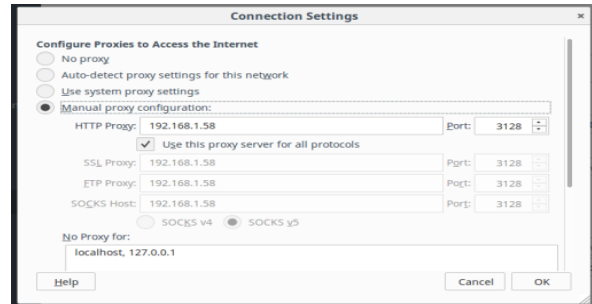 Connection Settings
Configure Proxies to Access the Internet
No proxy
Auto-detect proxy settings for this network
Use system proxy settings
Manual proxy configuration:
HTTP Proxy: 192.168.1.58 Port: 3128
Use this proxy server for all protocols
SSL Proxy: 192.168.1.58 Port: 3128
FTP Proxy: 192.168.1.58 Port: 3128
SOCKS Host: 192.168.1.58 Port: 3128
SOCKS v4 SOCKS v5
No Proxy for:
localhost, 127.0.0.1
Help Cancel OK